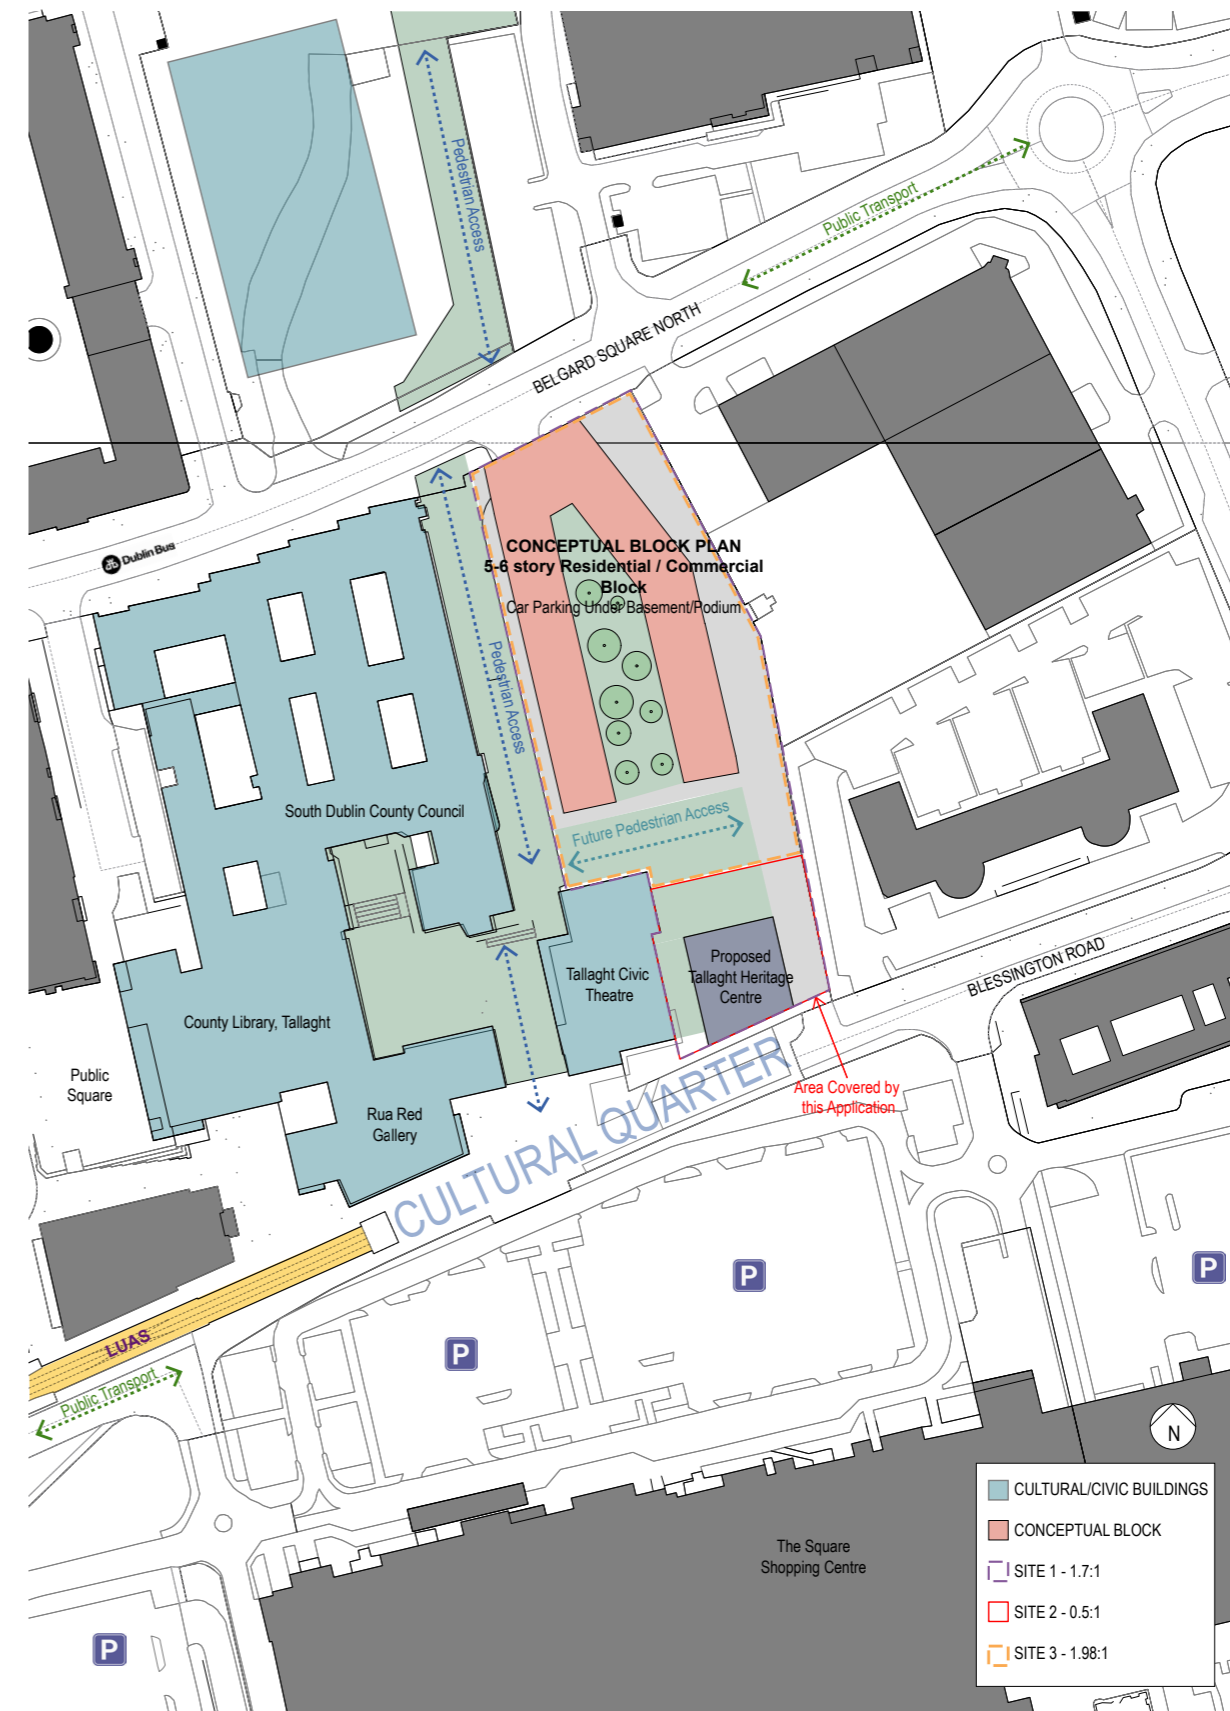 Pedestrian Access
Public Transport
BELGARD SQUARE NORTH
Dublin Bus
CONCEPTUAL BLOCK PLAN
5-6 story Residential / Commercial
Block
Car Parking Under Basement/Podium
Pedestrian Access
South Dublin County Council
Future Pedestrian Access
Tallaght Civic
Theatre
Proposed
Tallaght Heritage
Centre
BLESSINGTON ROAD
County Library, Tallaght
Public
Square
Rua Red
Gallery
Area Covered by
this Application
CULTURAL QUARTER
P
P
P
LUAS
Public Transport
N
The Square
Shopping Centre
P
CULTURAL/CIVIC BUILDINGS
CONCEPTUAL BLOCK
SITE 1 - 1.7:1
SITE 2 - 0.5:1
SITE 3 - 1.98:1